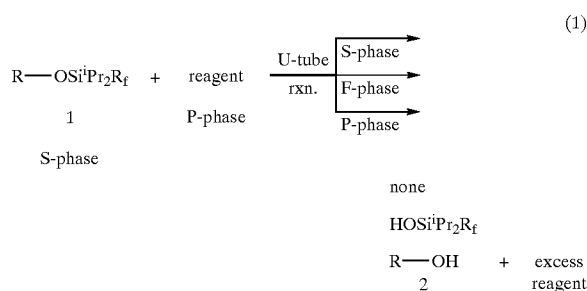 (1)
R—OSiⁱPr₂R_f + reagent U-tube rxn. S-phase F-phase P-phase
1 P-phase
S-phase
none
HOSiⁱPr₂R_f
R—OH + excess
2 reagent